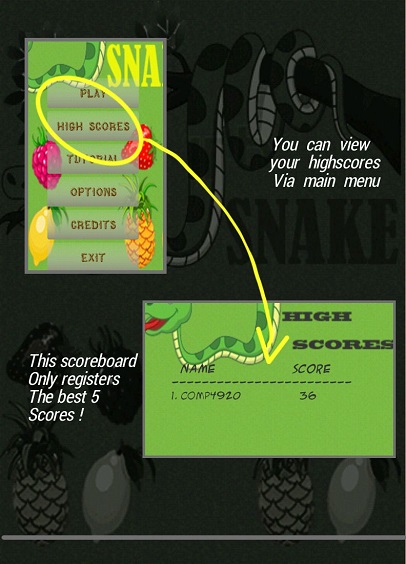 SNA
PLAY
HIGH SCORES
TUTORIAL
OPTIONS
CREDITS
EXIT
You can view
your highscores
Via main menu
SNAKE
HIGH
SCORES
NAME SCORE
--------------------------
1. COMP4920 36
This scoreboard
Only registers
The best 5
Scores !